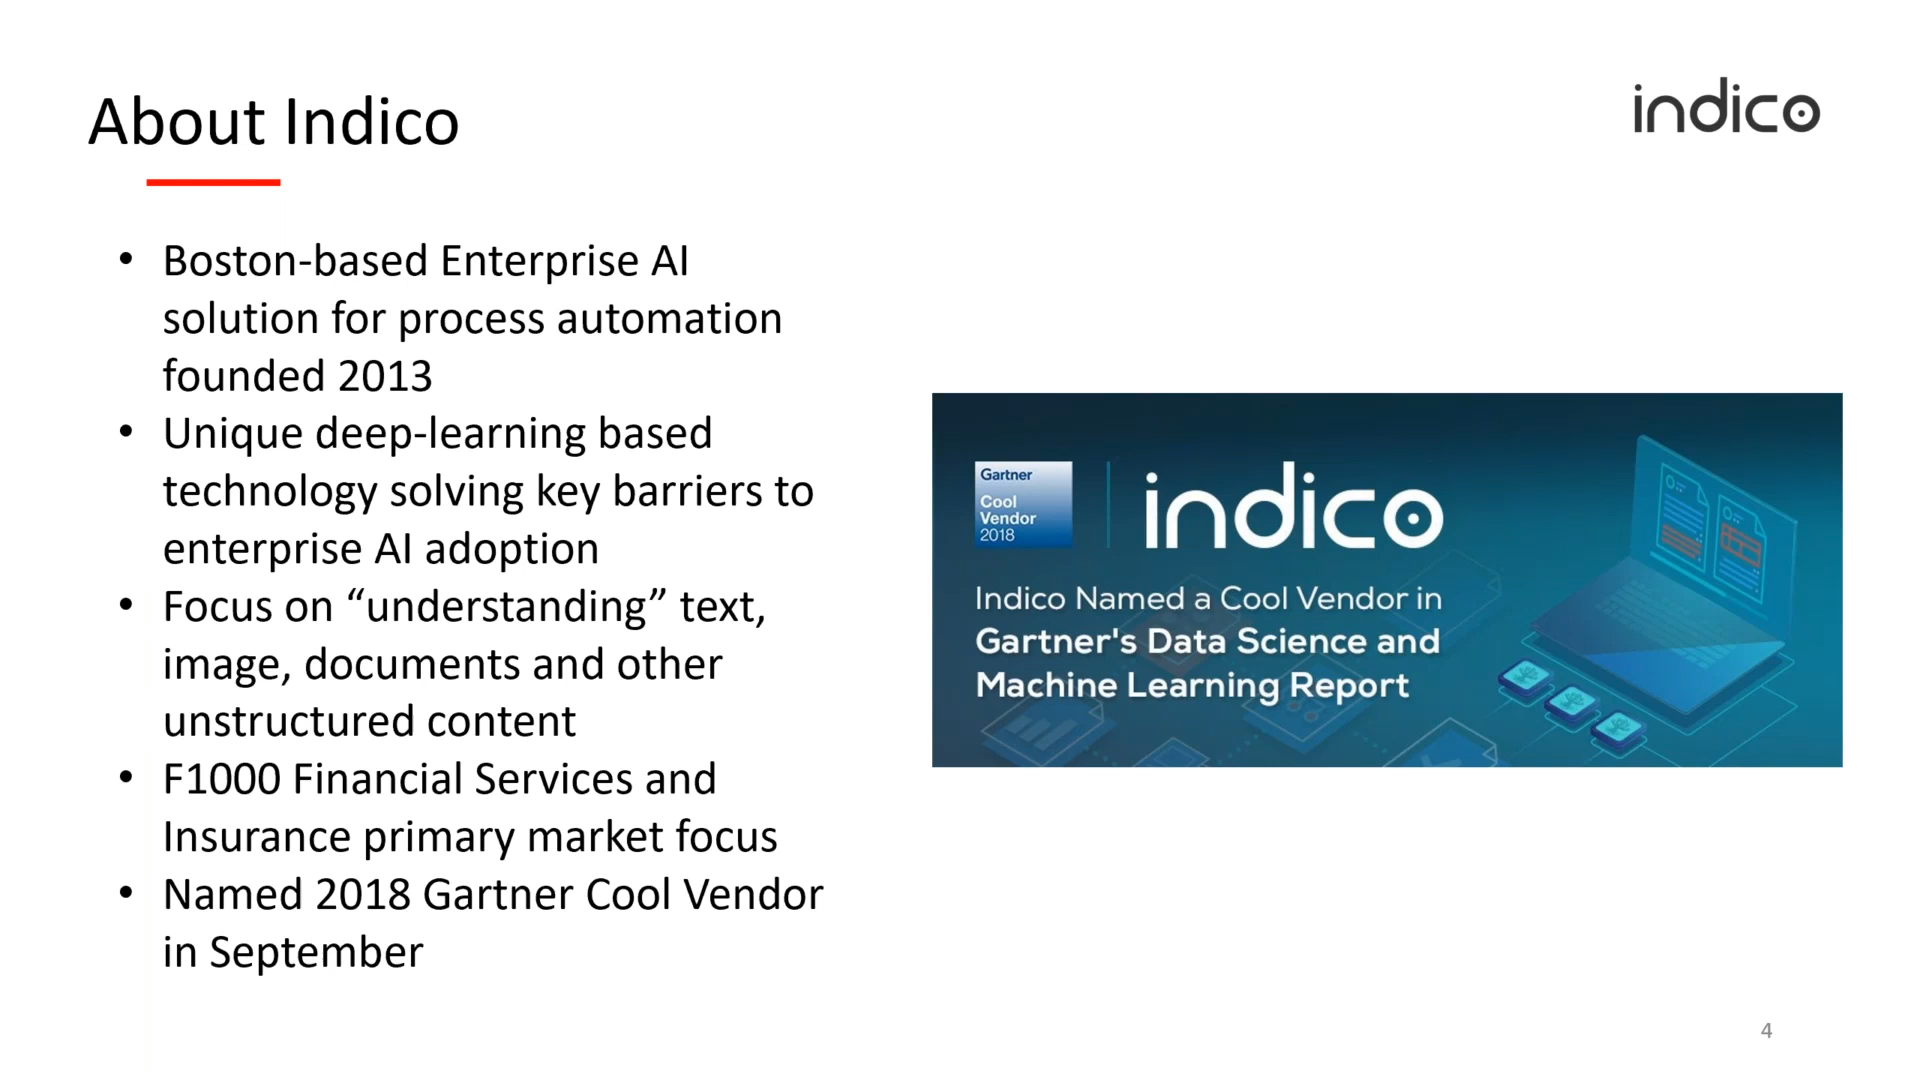 About Indico
indico
• Boston-based Enterprise AI
solution for process automation
founded 2013
• Unique deep-learning based
technology solving key barriers to
enterprise AI adoption
• Focus on “understanding” text,
image, documents and other
unstructured content
• F1000 Financial Services and
Insurance primary market focus
• Named 2018 Gartner Cool Vendor
in September
Gartner
Cool
Vendor
2018
indico
Indico Named a Cool Vendor in
Gartner's Data Science and
Machine Learning Report
4